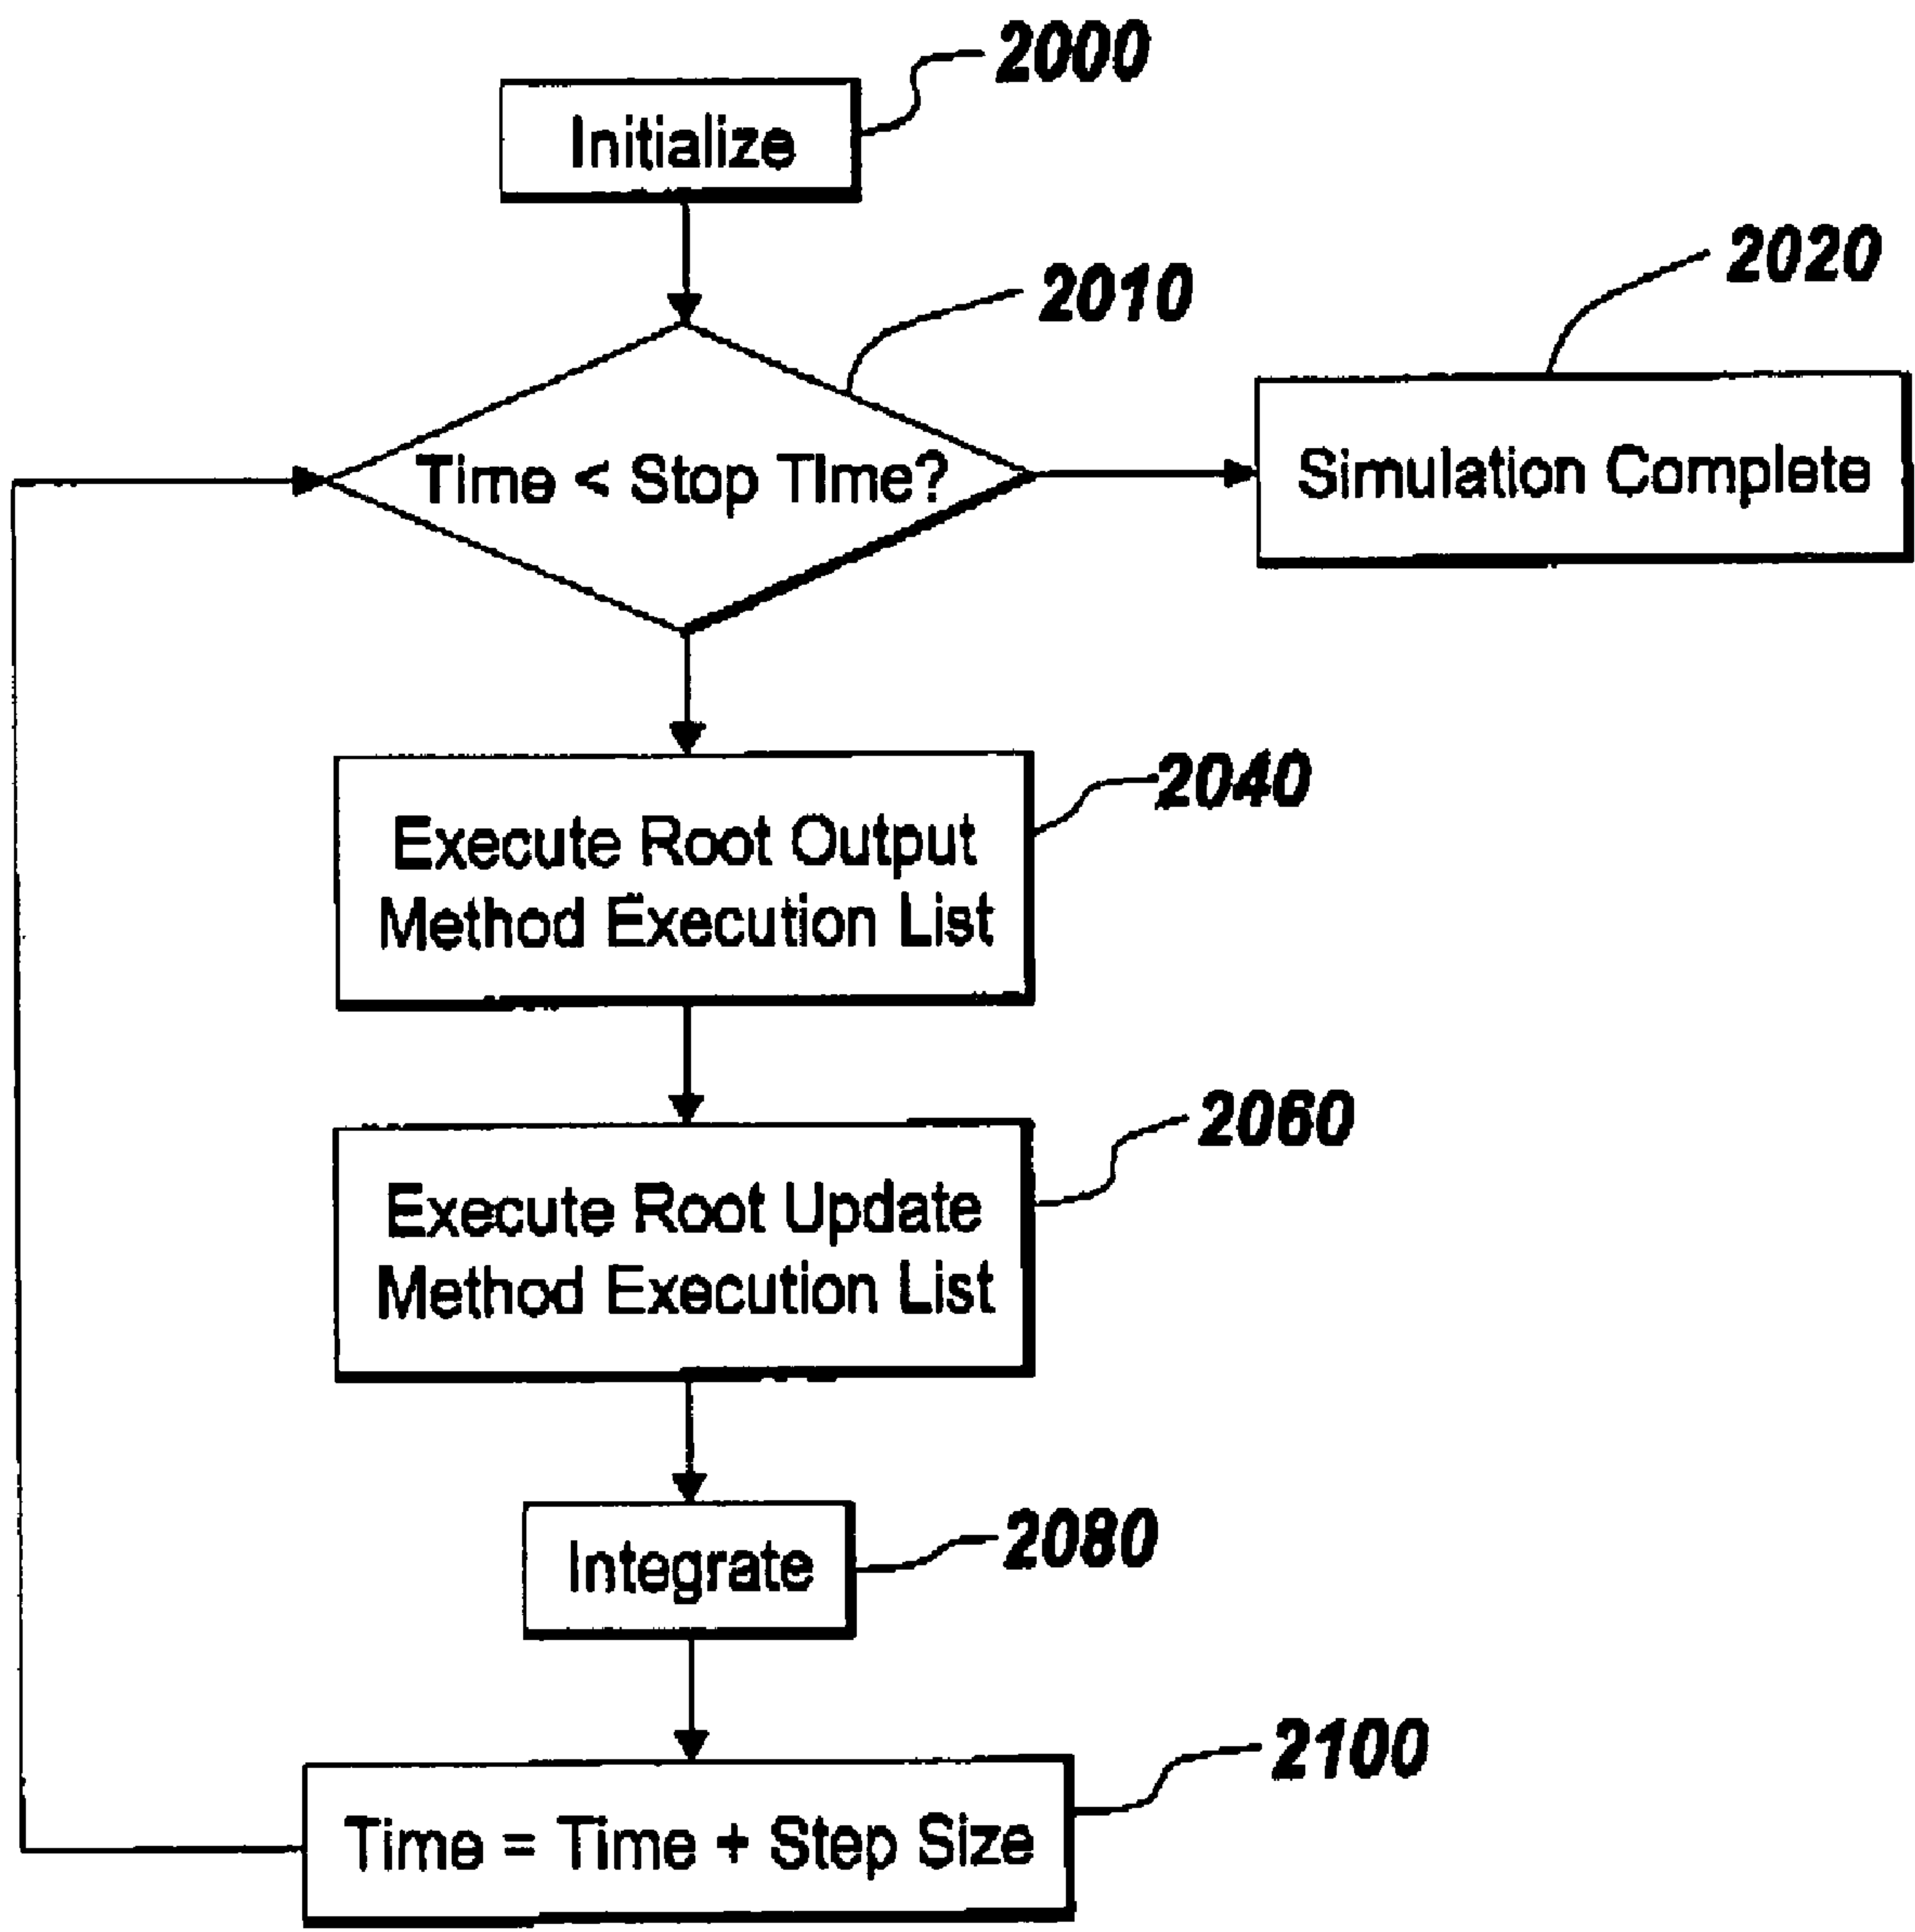 2000
Initialize
2010
2020
Time < Stop TIme?
Simulation Complete
2040
Execute Root Output
Method Execution List
2060
Execute Root Update
Method Execution List
2080
Integrate
2100
Time = Time + Step Size